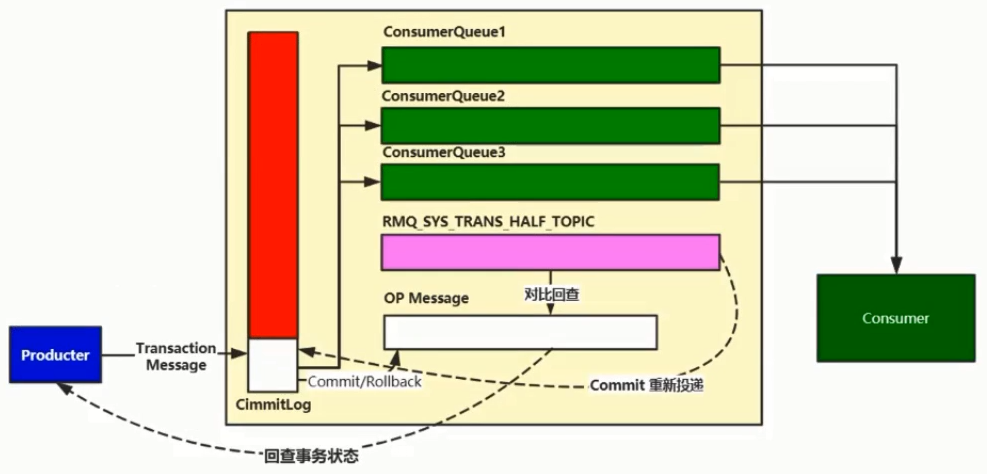 ConsumerQueue1
ConsumerQueue2
ConsumerQueue3
RMQ_SYS_TRANS_HALF_TOPIC
对比回查
OP Message
Consumer
Producter
Transaction
Message
Commit/Rollback
Commit 重新投递
CimmitLog
回查事务状态